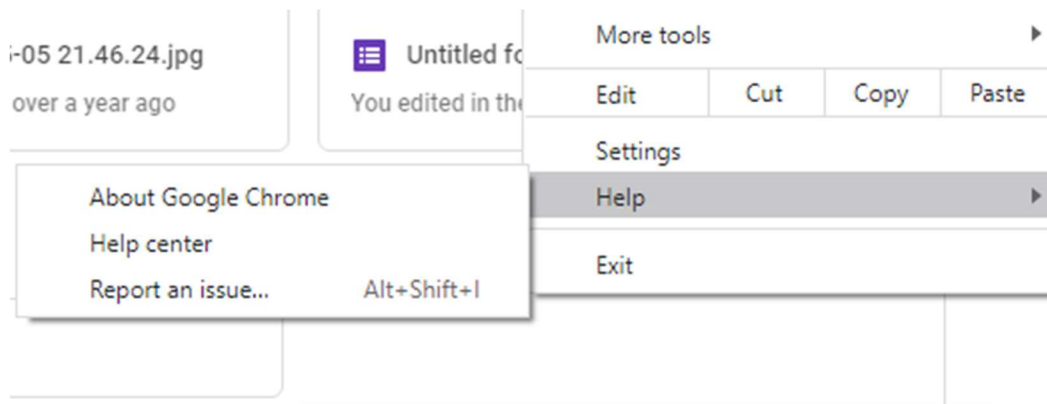 -05 21.46.24.jpg
over a year ago
Untitled fo
You edited in the
More tools
Edit Cut Copy Paste
Settings
Help
Exit
About Google Chrome
Help center
Report an issue... Alt+Shift+I